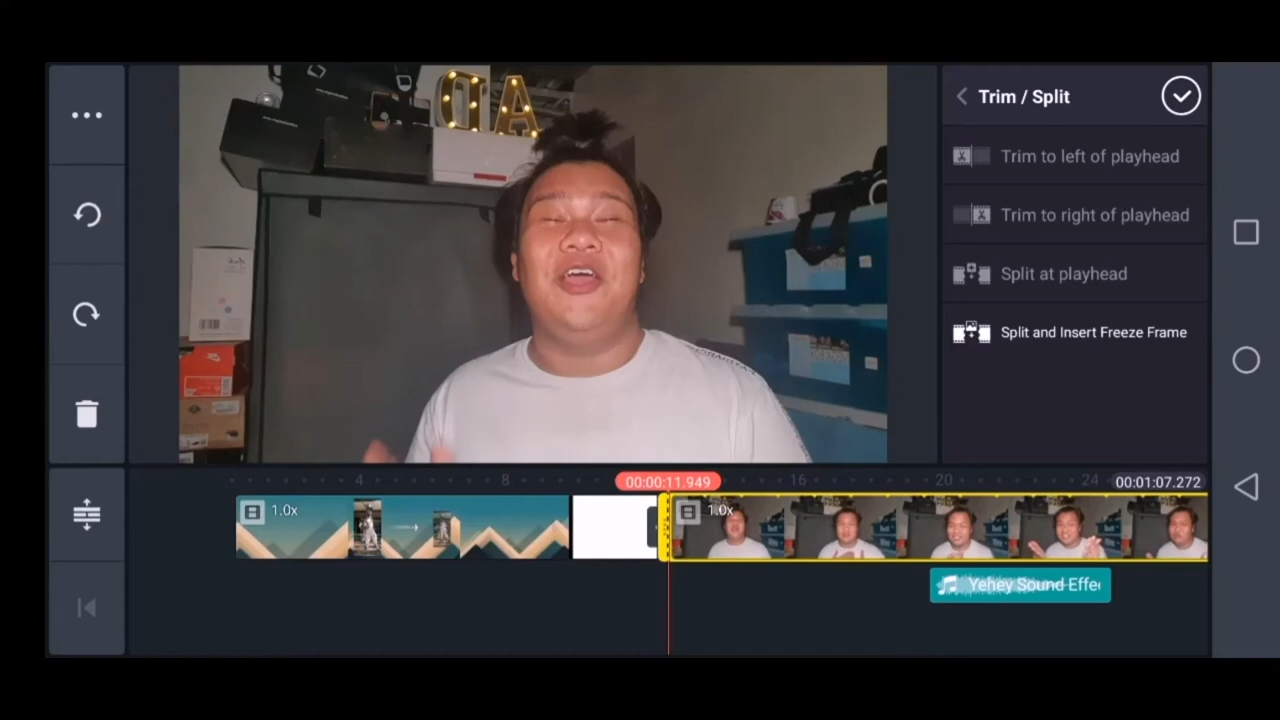 Trim / Split
Trim to left of playhead
Trim to right of playhead
Split at playhead
Split and Insert Freeze Frame
AD
4
8
00:00:11.949
16
20
24
00:01:07.272
1.0x
1.0x
Yehey Sound Effe